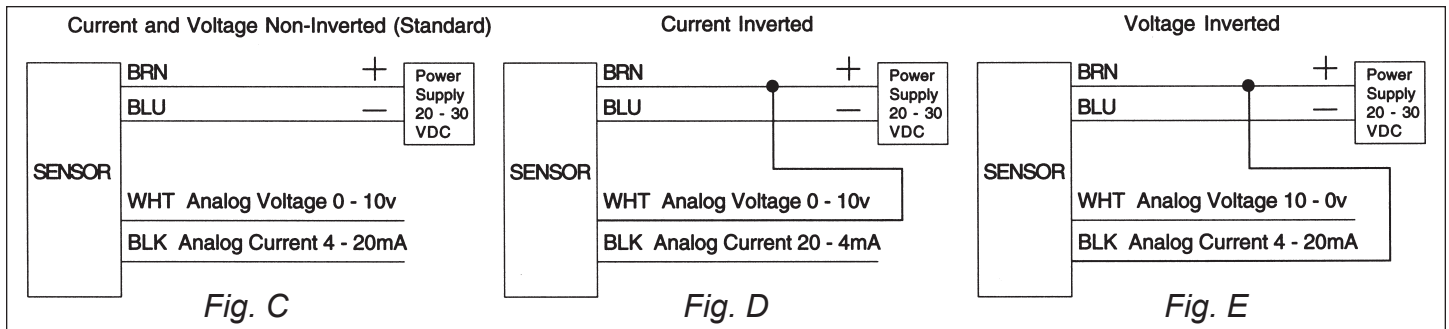 Current and Voltage Non-Inverted (Standard)
BRN
+
BLU
—
Power
Supply
20 - 30
VDC
SENSOR
WHT Analog Voltage 0 - 10v
BLK Analog Current 4 - 20mA
Fig. C
Current Inverted
BRN
+
BLU
—
Power
Supply
20 - 30
VDC
SENSOR
WHT Analog Voltage 0 - 10v
BLK Analog Current 20 - 4mA
Fig. D
Voltage Inverted
BRN
+
BLU
—
Power
Supply
20 - 30
VDC
SENSOR
WHT Analog Voltage 10 - 0v
BLK Analog Current 4 - 20mA
Fig. E